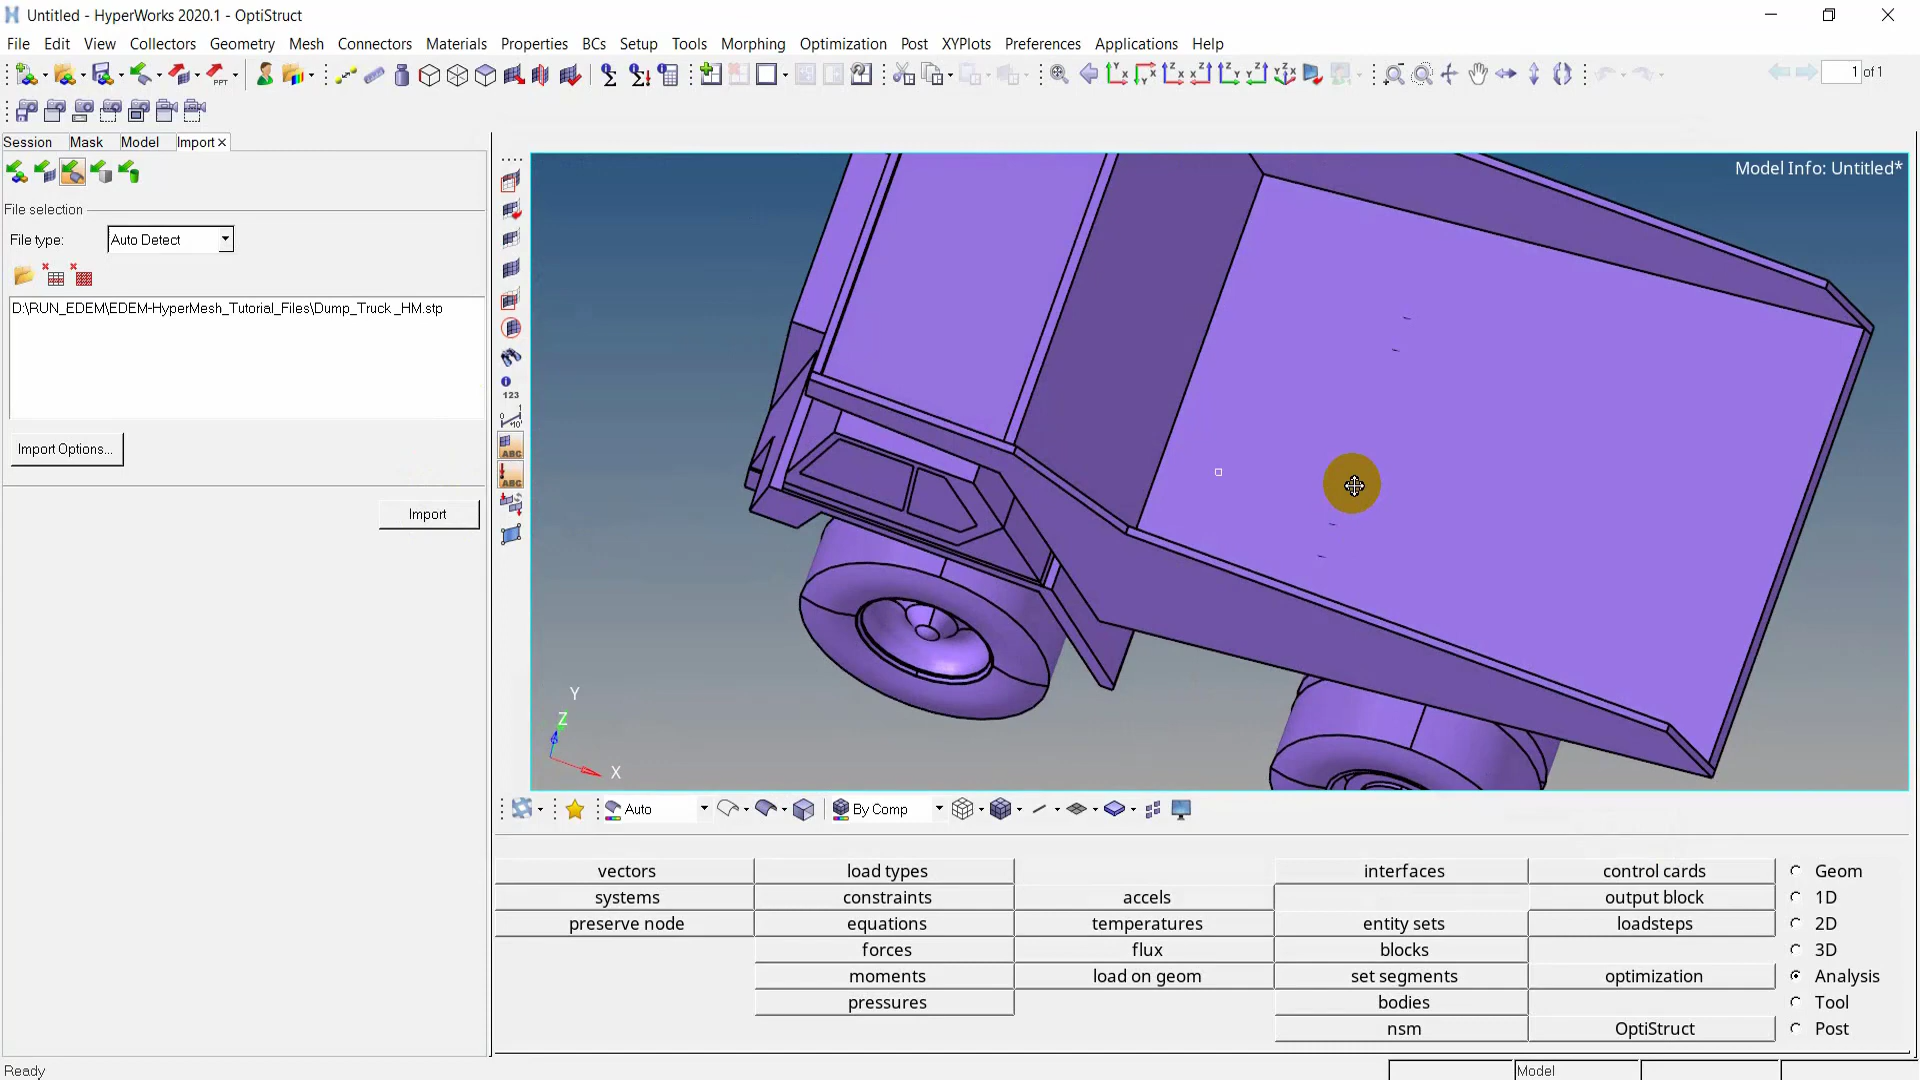 Untitled - HyperWorks 2020.1 - OptiStruct
File Edit View Collectors Geometry Mesh Connectors Materials Properties BCs Setup Tools Morphing Optimization Post XYPlots Preferences Applications Help
1 of 1
Session Mask Model Import
File selection
File type: Auto Detect
D:\RUN_EDEM\EDEM-HyperMesh_Tutorial_Files\Dump_Truck _HM.stp
Import Options...
Import
Model Info: Untitled*
123
ABC
ABC
Y
Z
X
Auto By Comp
vectors load types interfaces control cards Geom
systems constraints accels output block 1D
preserve node equations temperatures entity sets loadsteps 2D
forces flux blocks 3D
moments load on geom set segments optimization Analysis
pressures bodies Tool
nsm OptiStruct Post
Ready Model